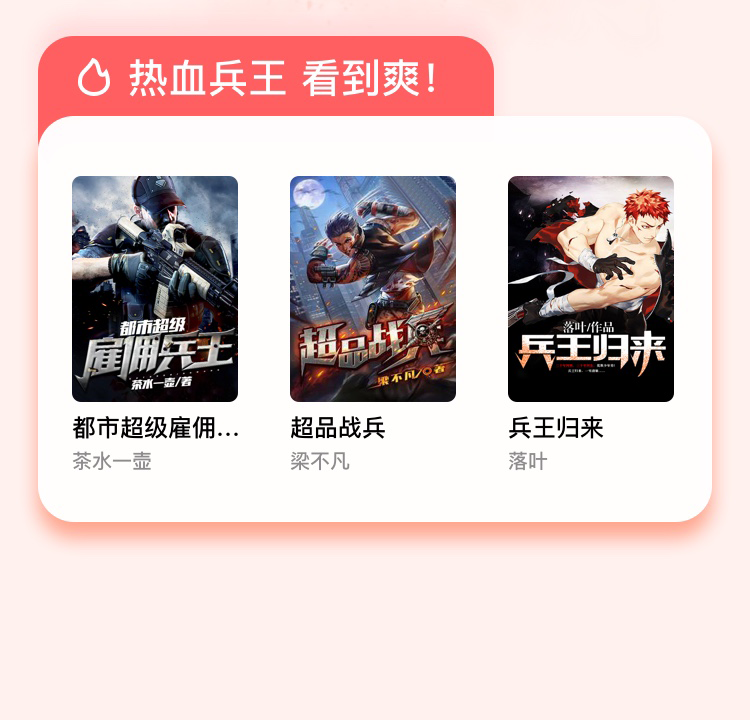 热血兵王 看到爽!
都市超级
雇佣兵王
茶水一壶/著
超品战兵
梁不凡/著
落叶/作品
兵王归来
都市超级雇佣...
超品战兵
兵王归来
茶水一壶
梁不凡
落叶